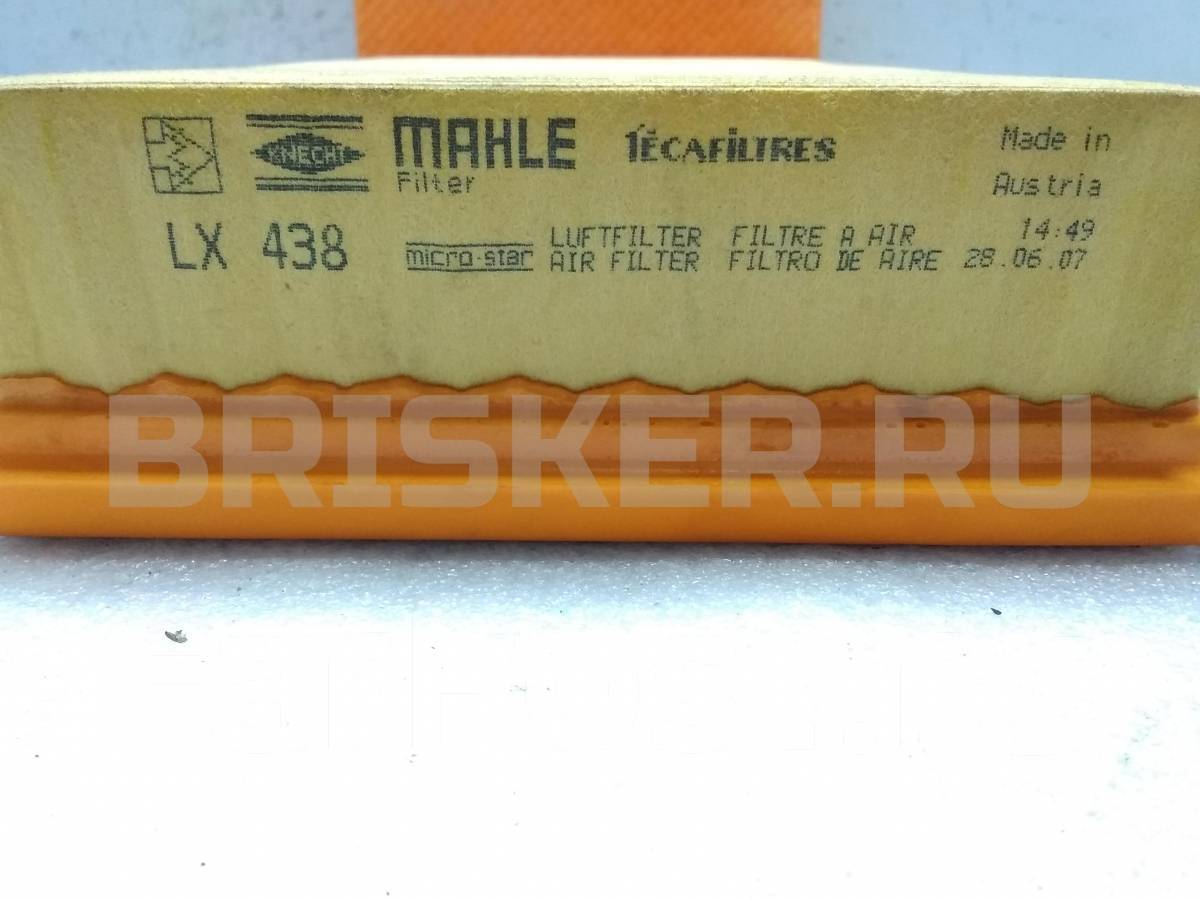 KNECHT MAHLE TECAFILTRES Made in
Filter Austria
LX 438 micro-star LUFTFILTER FILTRE A AIR 14:49
AIR FILTER FILTRO DE AIRE 28.06.07
BRISKER.RU